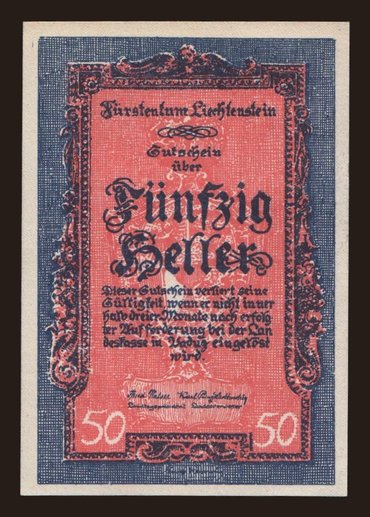 Fürstentum Liechtenstein
Gutschein
über
Fünfzig
Heller
Dieser Gutschein verliert seine
Gültigkeit, wenn er nicht inner
halb dreier Monate nach erfolg
ter Aufforderung bei der Lan
deskasse in Vaduz eingelöst
wird.
50 50